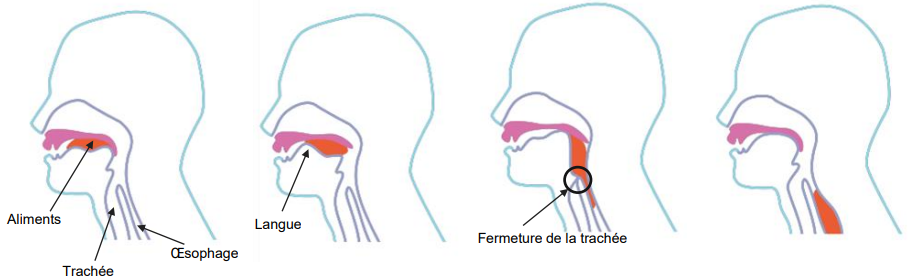 Aliments
Trachée
Œsophage
Langue
Fermeture de la trachée